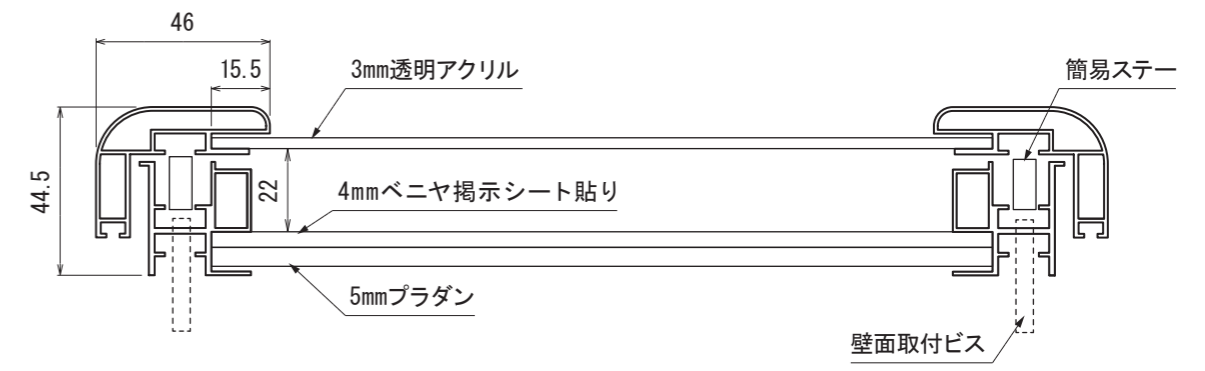 46
15.5
3mm透明アクリル
簡易ステー
44.5
22
4mmベニヤ掲示シート貼り
5mmプラダン
壁面取付ビス